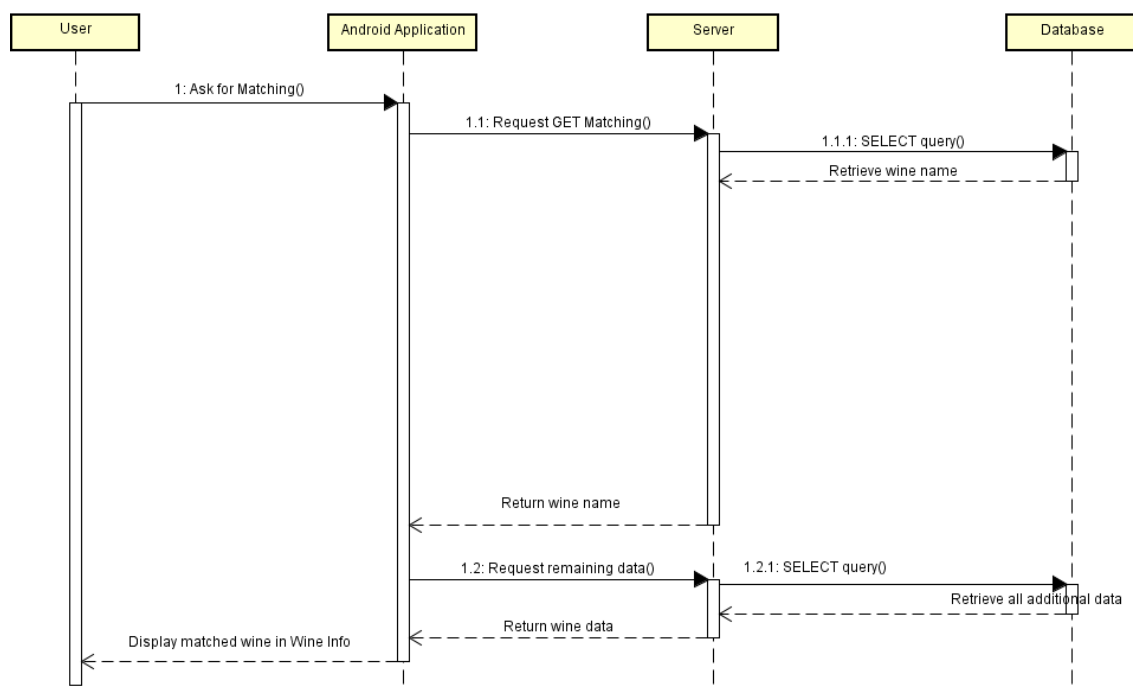 User
Android Application
Server
Database
1: Ask for Matching()
1.1: Request GET Matching()
1.1.1: SELECT query()
Retrieve wine name
Return wine name
1.2: Request remaining data()
1.2.1: SELECT query()
Retrieve all additional data
Return wine data
Display matched wine in Wine Info